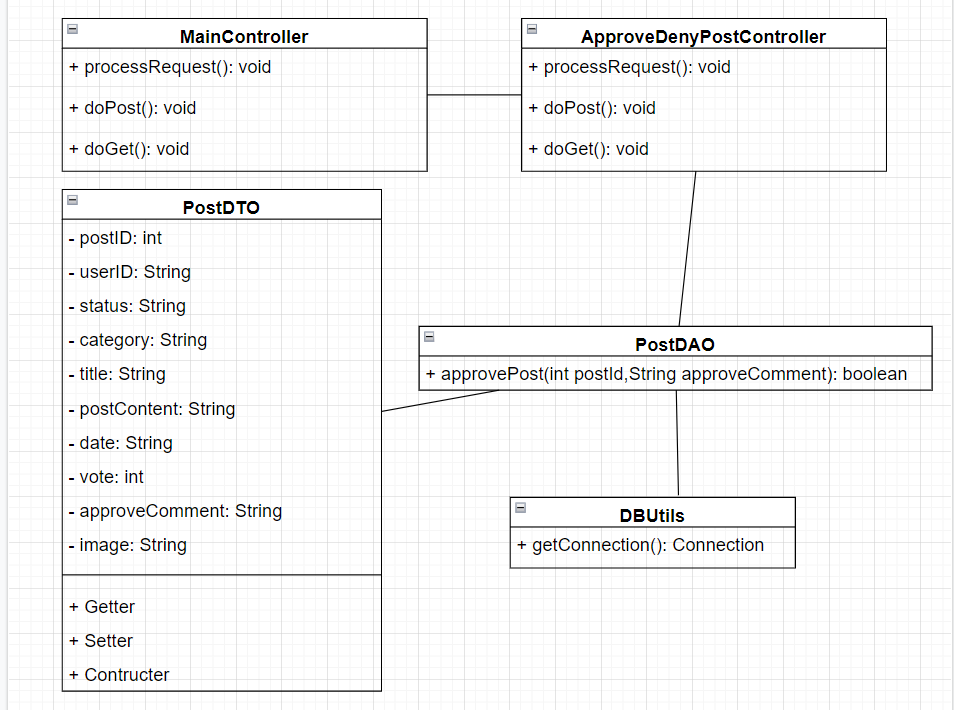 MainController
+ processRequest(): void
+ doPost(): void
+ doGet(): void
ApproveDenyPostController
+ processRequest(): void
+ doPost(): void
+ doGet(): void
PostDTO
- postID: int
- userID: String
- status: String
- category: String
- title: String
- postContent: String
- date: String
- vote: int
- approveComment: String
- image: String
+ Getter
+ Setter
+ Contructer
PostDAO
+ approvePost(int postId,String approveComment): boolean
DBUtils
+ getConnection(): Connection